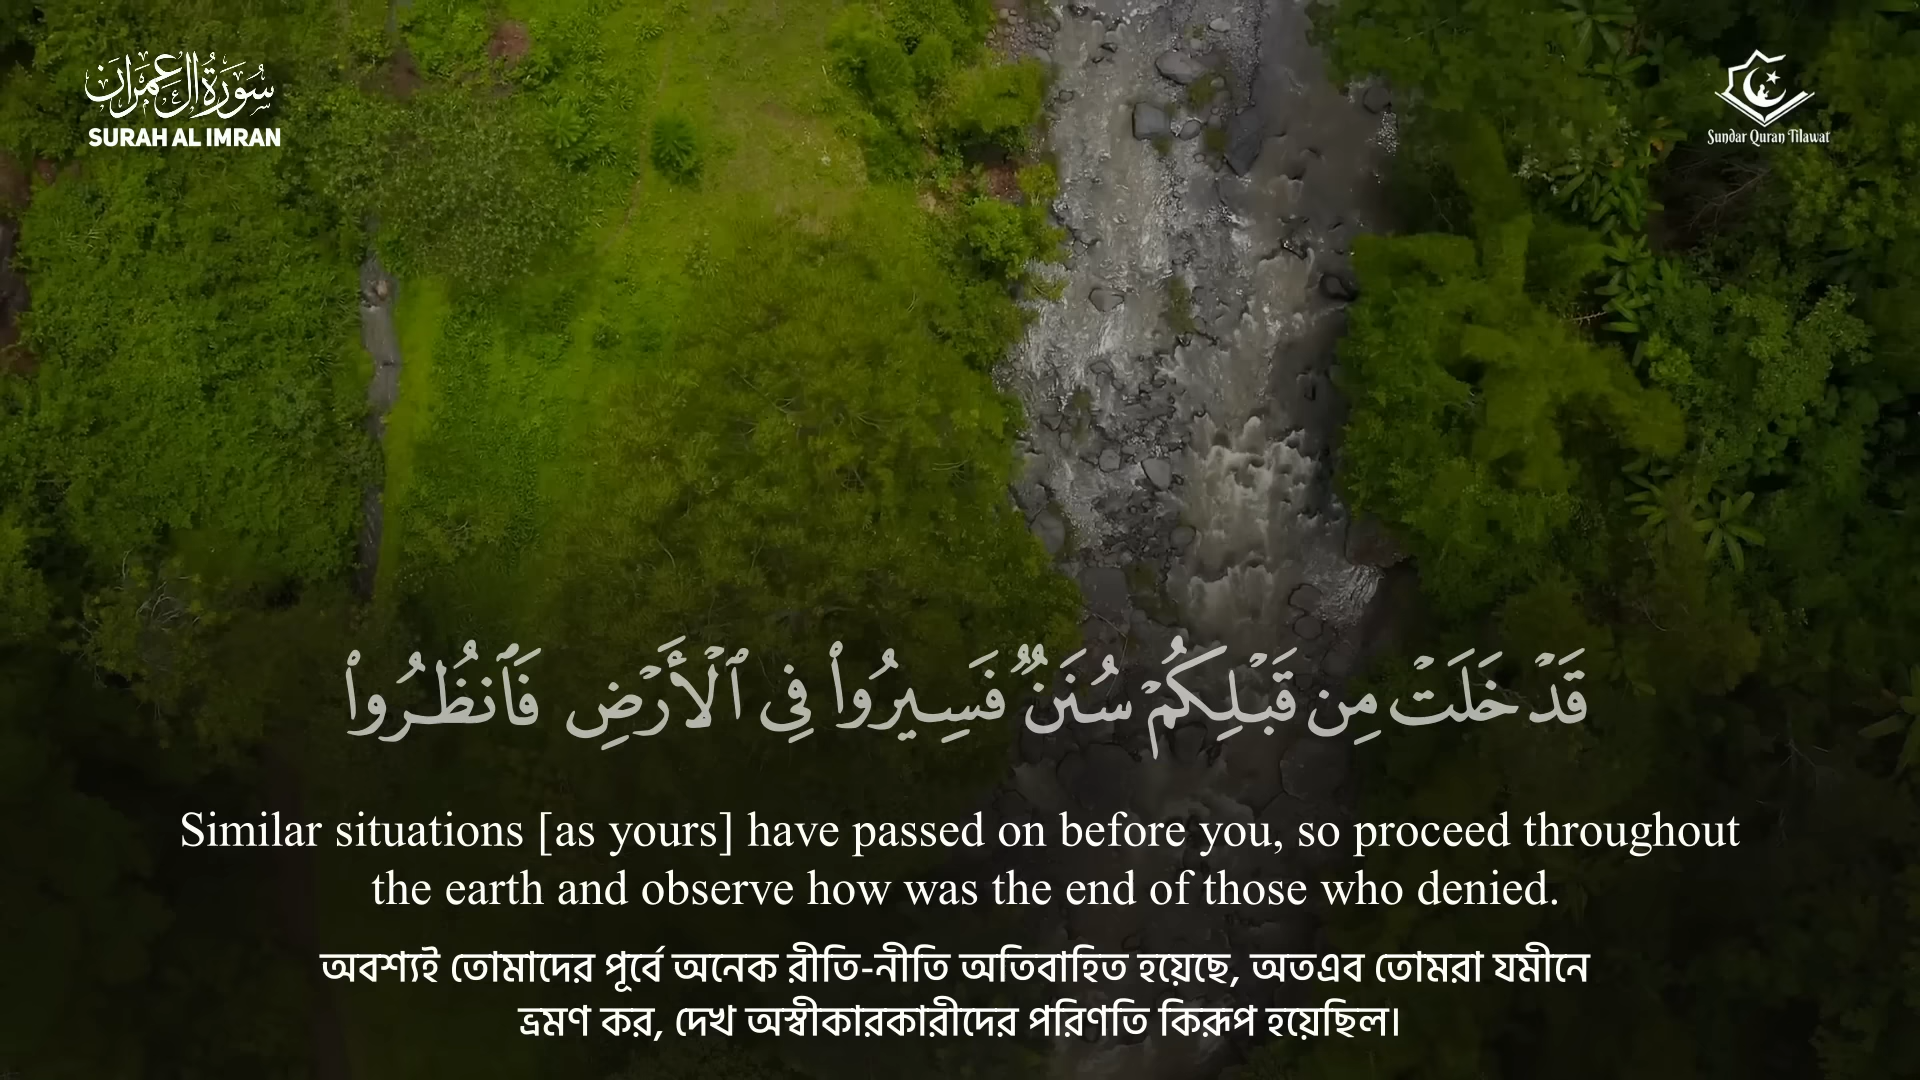 سُورَةُ آل عِمرَان
SURAH AL IMRAN
Sundar Quran Tilawat
قَدۡ خَلَتۡ مِن قَبۡلِكُمۡ سُنَنٞ فَسِيرُواْ فِي ٱلۡأَرۡضِ فَٱنظُرُواْ
Similar situations [as yours] have passed on before you, so proceed throughout
the earth and observe how was the end of those who denied.
অবশ্যই তোমাদের পূর্বে অনেক রীতি-নীতি অতিবাহিত হয়েছে, অতএব তোমরা যমীনে
ভ্রমণ কর, দেখ অস্বীকারকারীদের পরিণতি কিরূপ হয়েছিল।